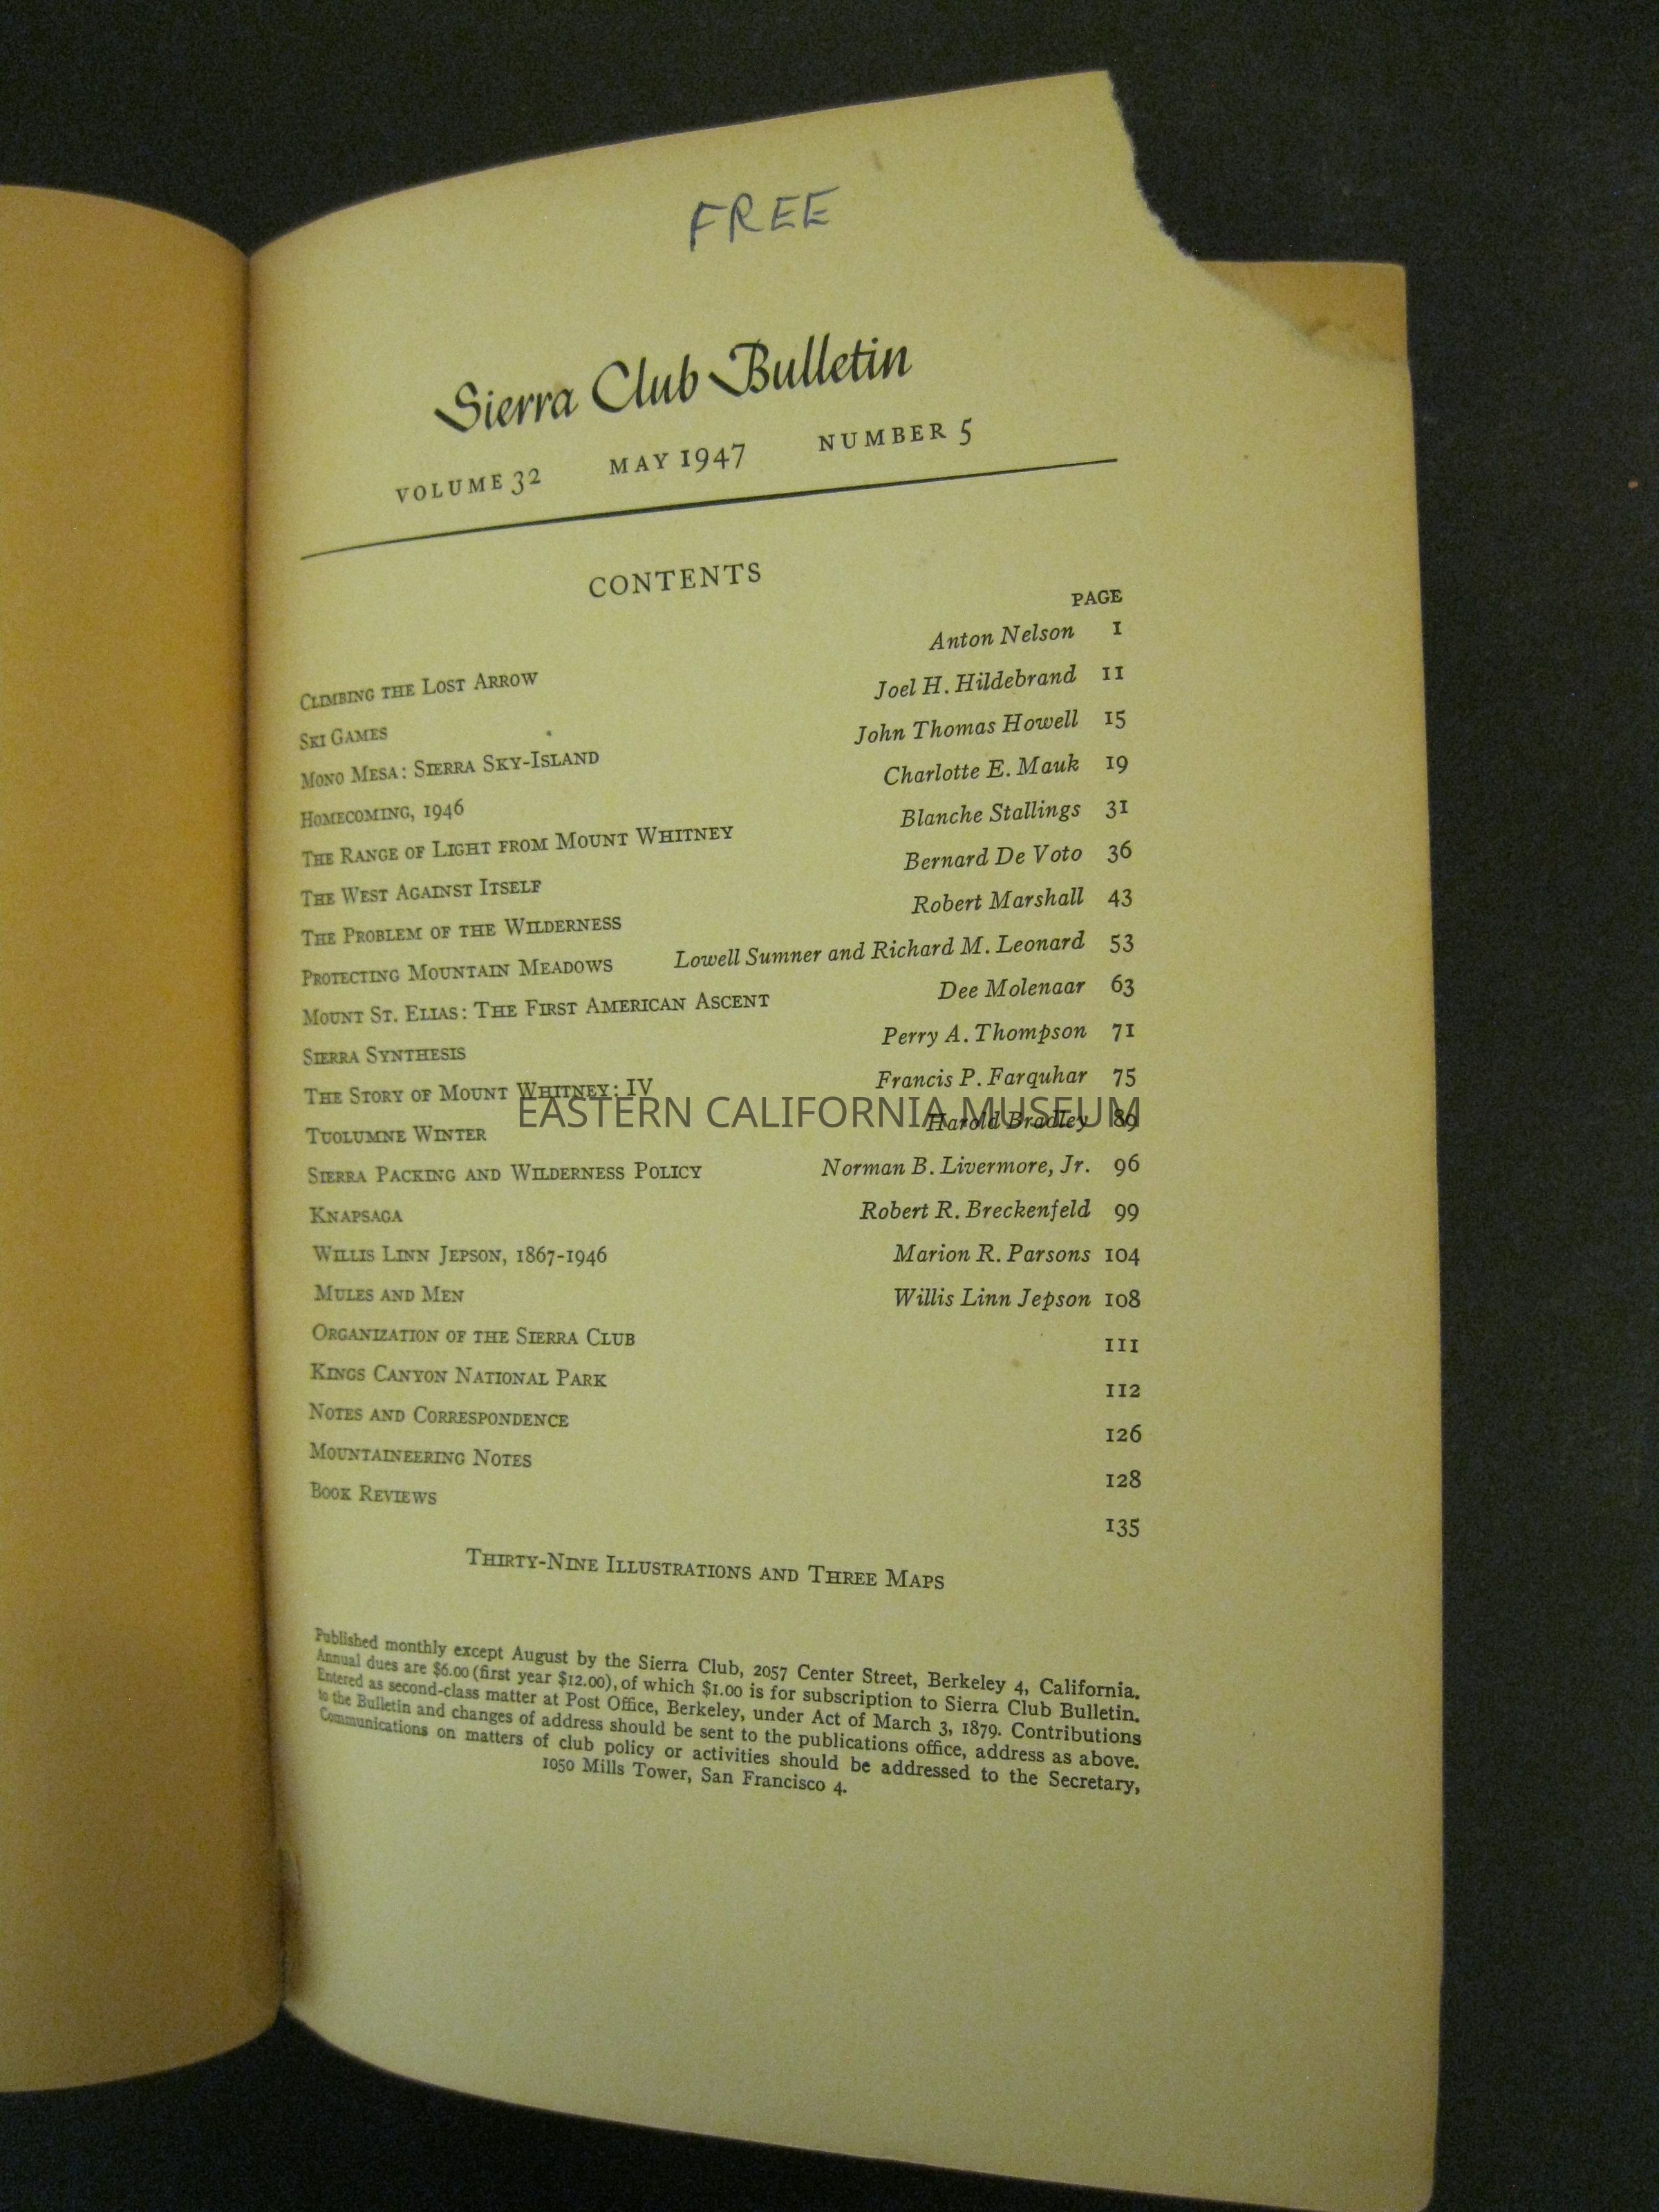 FREE
Sierra Club Bulletin
VOLUME 32 MAY 1947 NUMBER 5
CONTENTS
PAGE
CLIMBING THE LOST ARROW Anton Nelson 1
SKI GAMES Joel H. Hildebrand 11
MONO MESA: SIERRA SKY-ISLAND John Thomas Howell 15
HOMECOMING, 1946 Charlotte E. Mauk 19
THE RANGE OF LIGHT FROM MOUNT WHITNEY Blanche Stallings 31
THE WEST AGAINST ITSELF Bernard De Voto 36
THE PROBLEM OF THE WILDERNESS Robert Marshall 43
PROTECTING MOUNTAIN MEADOWS Lowell Sumner and Richard M. Leonard 53
MOUNT ST. ELIAS: THE FIRST AMERICAN ASCENT Dee Molenaar 63
SIERRA SYNTHESIS Perry A. Thompson 71
THE STORY OF MOUNT WHITNEY: IV Francis P. Farquhar 75
EASTERN CALIFORNIA MUSEUM
TUOLUMNE WINTER Harold Bradley 89
SIERRA PACKING AND WILDERNESS POLICY Norman B. Livermore, Jr. 96
KNAPSAGA Robert R. Breckenfeld 99
WILLIS LINN JEPSON, 1867-1946 Marion R. Parsons 104
MULES AND MEN Willis Linn Jepson 108
ORGANIZATION OF THE SIERRA CLUB 111
KINGS CANYON NATIONAL PARK 112
NOTES AND CORRESPONDENCE 126
MOUNTAINEERING NOTES 128
BOOK REVIEWS 135
THIRTY-NINE ILLUSTRATIONS AND THREE MAPS
Published monthly except August by the Sierra Club, 2057 Center Street, Berkeley 4, California.
Annual dues are $6.00 (first year $12.00), of which $1.00 is for subscription to Sierra Club Bulletin.
Entered as second-class matter at Post Office, Berkeley, under Act of March 3, 1879. Contributions
to the Bulletin and changes of address should be sent to the publications office, address as above.
Communications on matters of club policy or activities should be addressed to the Secretary,
1050 Mills Tower, San Francisco 4.